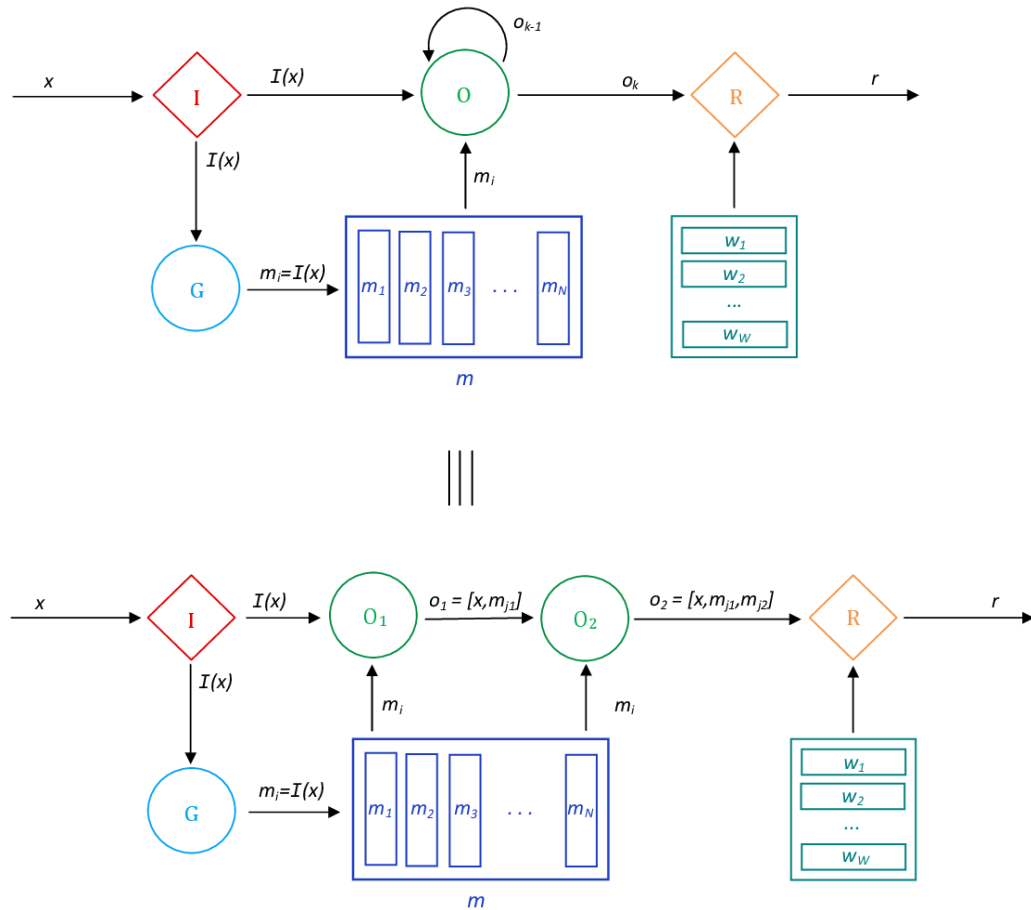 o_{k-1}
x
I
I(x)
O
o_k
R
r
I(x)
m_i
G
m_i=I(x)
m_1 m_2 m_3 . . . m_N
w_1
w_2
...
w_W
m
x
I
I(x)
O_1
o_1 = [x,m_{j1}]
O_2
o_2 = [x,m_{j1},m_{j2}]
R
r
I(x)
m_i
m_i
G
m_i=I(x)
m_1 m_2 m_3 . . . m_N
w_1
w_2
...
w_W
m